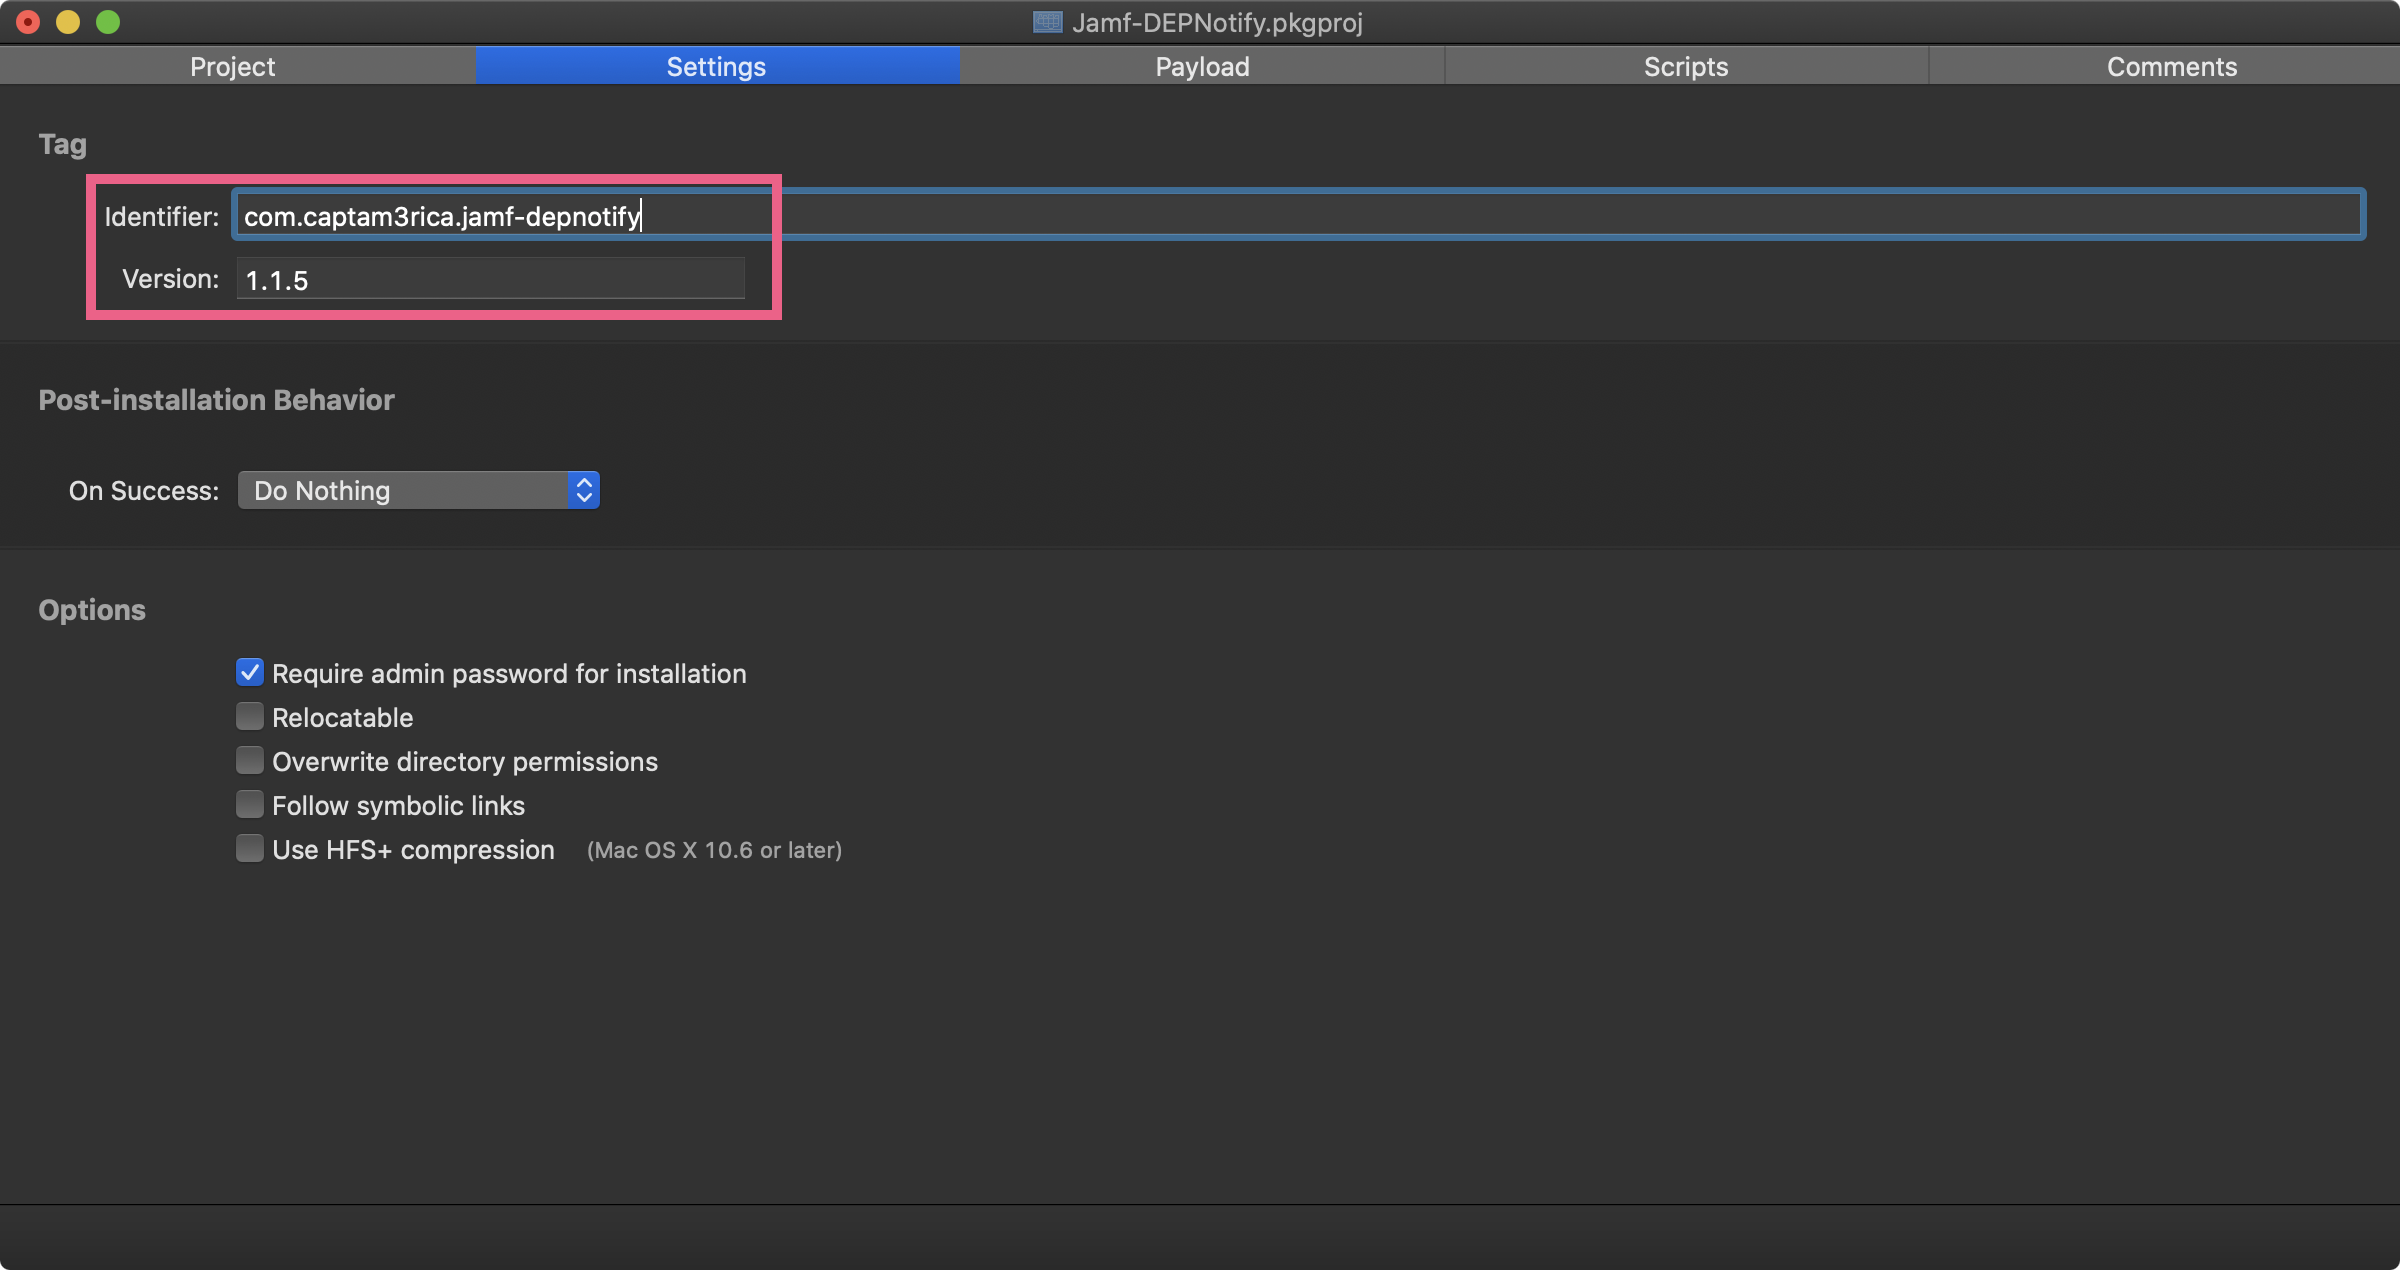 Jamf-DEPNotify.pkgproj
Project Settings Payload Scripts Comments
Tag
Identifier: com.captam3rica.jamf-depnotify
Version: 1.1.5
Post-installation Behavior
On Success: Do Nothing
Options
Require admin password for installation
Relocatable
Overwrite directory permissions
Follow symbolic links
Use HFS+ compression (Mac OS X 10.6 or later)